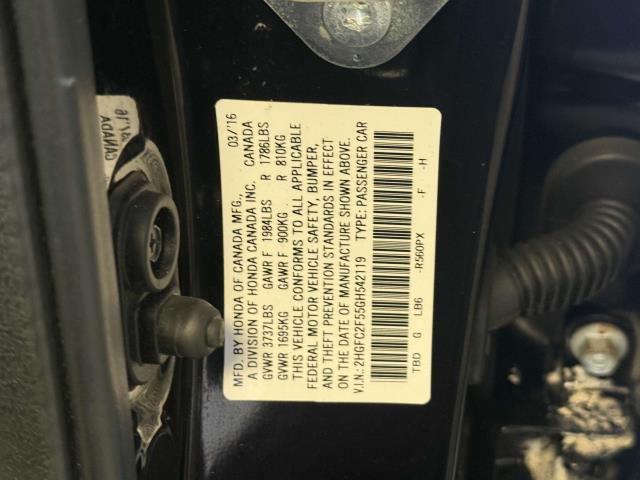 MFD. BY HONDA OF CANADA MFG., 03/16
A DIVISION OF HONDA CANADA INC. CANADA
GVWR 3737LBS GAWR F 1984LBS R 1786LBS
GVWR 1695KG GAWR F 900KG R 810KG
THIS VEHICLE CONFORMS TO ALL APPLICABLE
FEDERAL MOTOR VEHICLE SAFETY, BUMPER,
AND THEFT PREVENTION STANDARDS IN EFFECT
ON THE DATE OF MANUFACTURE SHOWN ABOVE.
V.I.N.: 2HGFC2F55GH542119 TYPE: PASSENGER CAR
TBD G LB6 -R560PX -F -H
CANADA